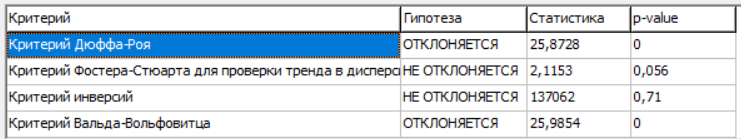 Критерий Гипотеза Статистика p-value
Критерий Дюффа-Роя ОТКЛОНЯЕТСЯ 25,8728 0
Критерий Фостера-Стюарта для проверки тренда в дисперси НЕ ОТКЛОНЯЕТСЯ 2,1153 0,056
Критерий инверсий НЕ ОТКЛОНЯЕТСЯ 137062 0,71
Критерий Вальда-Вольфовитца ОТКЛОНЯЕТСЯ 25,9854 0